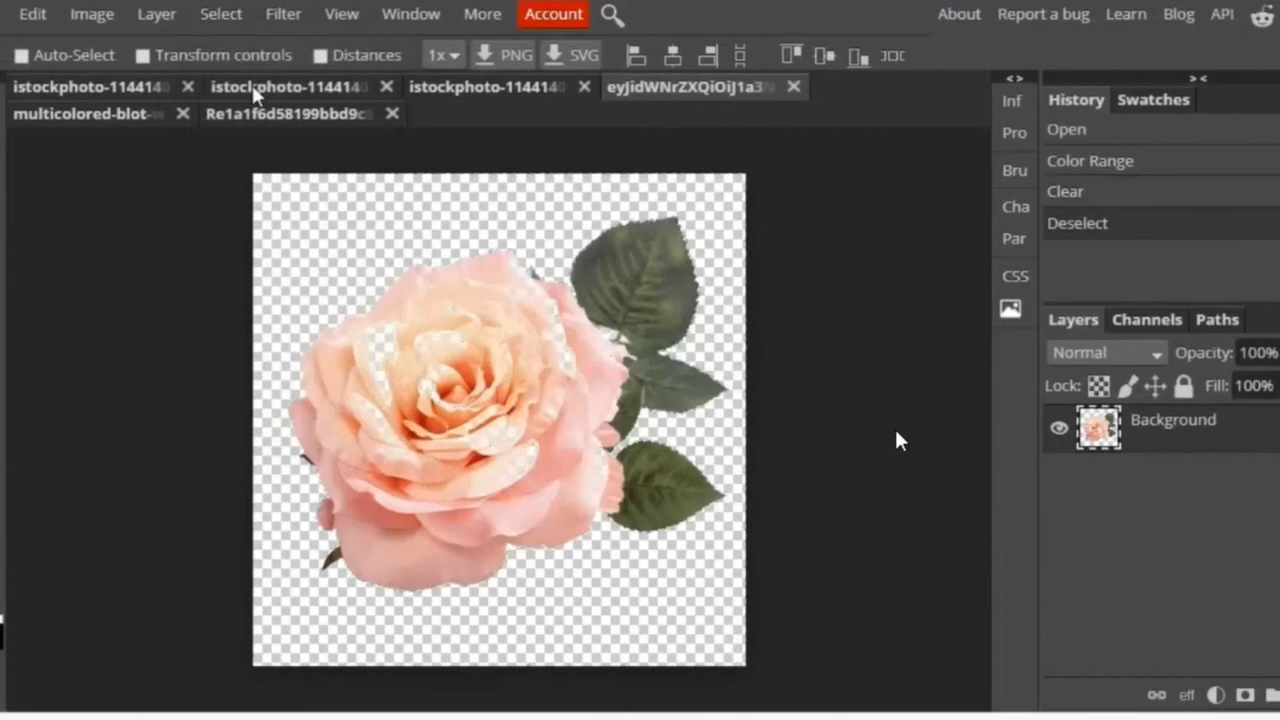 Edit Image Layer Select Filter View Window More Account About Report a bug Learn Blog API
Auto-Select Transform controls Distances 1x PNG SVG
istockphoto-114414 istockphoto-114414 istockphoto-114414 eyJidWNrZXQiOiJ1a3
multicolored-blot- Re1a1f6d58199bbd9c
< > > <
Inf
Pro
Bru
Cha
Par
CSS
History Swatches
Open
Color Range
Clear
Deselect
Layers Channels Paths
Normal Opacity: 100%
Lock: Fill: 100%
Background
eff